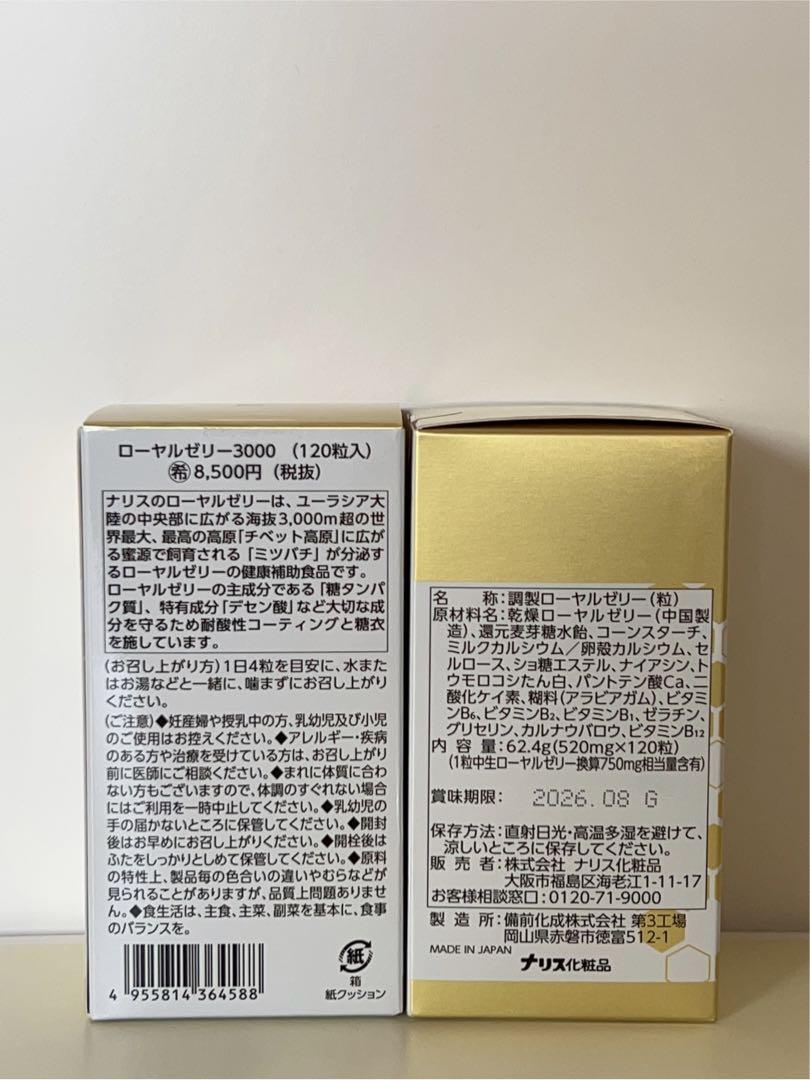 ローヤルゼリー3000 (120粒入)
㊙希 8,500円 (税抜)
ナリスのローヤルゼリーは、ユーラシア大
陸の中央部に広がる海抜3,000m超の世
界最大、最高の高原「チベット高原」に広が
る蜜源で飼育される「ミツバチ」が分泌す
るローヤルゼリーの健康補助食品です。
ローヤルゼリーの主成分である「糖タンパ
ク質」、特有成分「デセン酸」など大切な成
分を守るため耐酸性コーティングと糖衣
を施しています。
(お召し上がり方)1日4粒を目安に、水また
はお湯などと一緒に、噛まずにお召し上がり
ください。
(ご注意)◆妊産婦や授乳中の方、乳幼児及び小児
のご使用はお控えください。◆アレルギー・疾病
のある方や治療を受けている方は、お召し上がり
前に医師にご相談ください。◆まれに体質に合わ
ない方もございますので、体調のすぐれない場合
にはご利用を一時中止してください。◆乳幼児の
手の届かないところに保管してください。◆開封
後はお早めにお召し上がりください。◆開栓後は
ふたをしっかりとしめて保管してください。◆原料
の特性上、製品毎の色合いの違いやむらなどが
見られることがありますが、品質上問題ありませ
ん。◆食生活は、主食、主菜、副菜を基本に、食事
のバランスを。
4 955814 364588
紙
箱
紙クッション
名 称:調製ローヤルゼリー(粒)
原材料名:乾燥ローヤルゼリー(中国製
造)、還元麦芽糖水飴、コーンスターチ、
ミルクカルシウム/卵殻カルシウム、セ
ルロース、ショ糖エステル、ナイアシン、ト
ウモロコシたん白、パントテン酸Ca、二
酸化ケイ素、糊料(アラビアガム)、ビタミ
ンB6、ビタミンB2、ビタミンB1、ゼラチン、
グリセリン、カルナウバロウ、ビタミンB12
内 容 量:62.4g(520mg×120粒)
(1粒中生ローヤルゼリー換算750mg相当量含有)
賞味期限: 2026.08 G
保存方法:直射日光・高温多湿を避けて、
涼しいところに保存してください。
販 売 者:株式会社 ナリス化粧品
大阪市福島区海老江1-11-17
お客様相談窓口:0120-71-9000
製 造 所:備前化成株式会社 第3工場
岡山県赤磐市徳富512-1
MADE IN JAPAN
ナリス化粧品